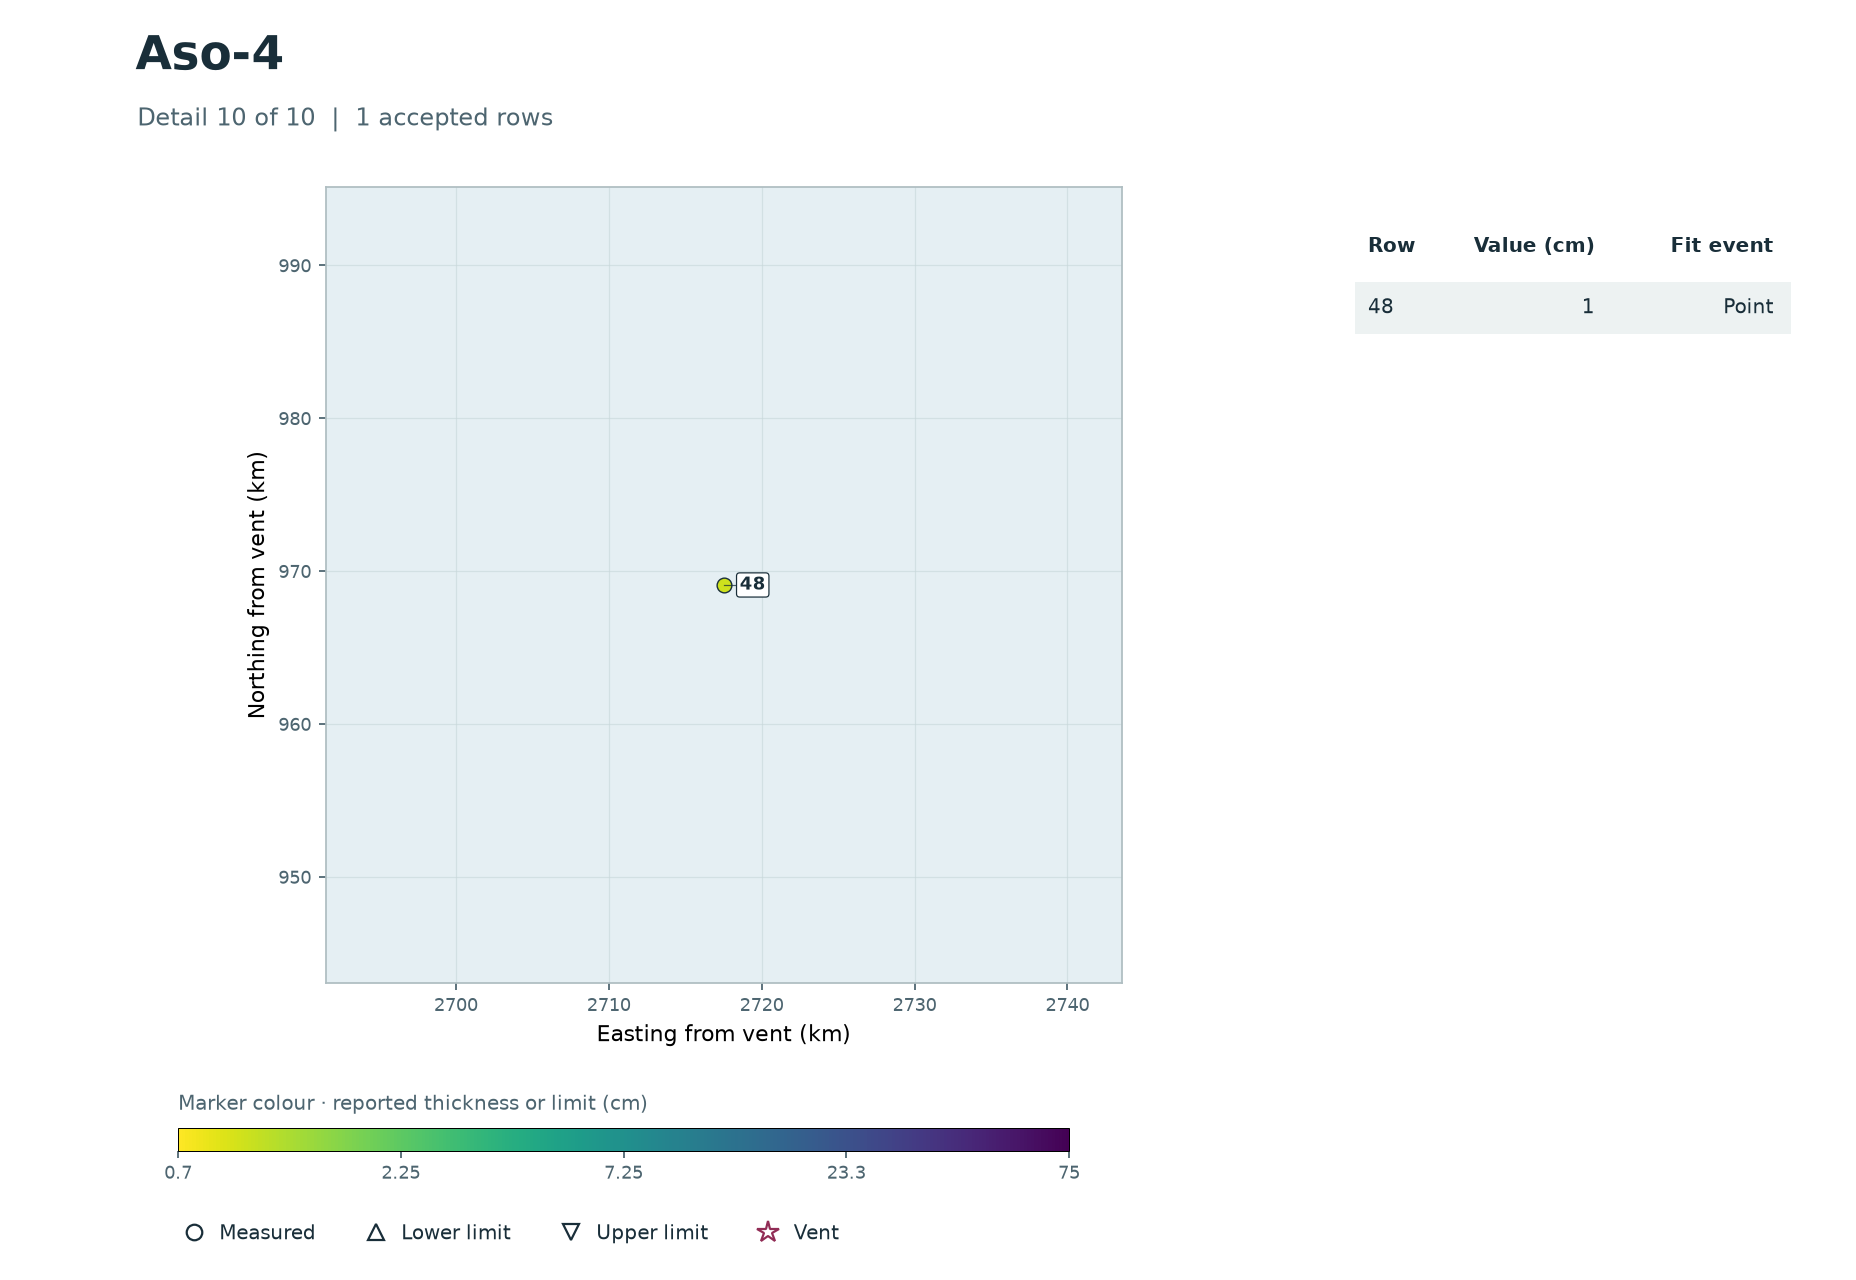 Aso-4
Detail 10 of 10 | 1 accepted rows
Row Value (cm) Fit event
48 1 Point
Northing from vent (km)
990
980
970
960
950
48
2700 2710 2720 2730 2740
Easting from vent (km)
Marker colour · reported thickness or limit (cm)
0.7 2.25 7.25 23.3 75
Measured Lower limit Upper limit Vent